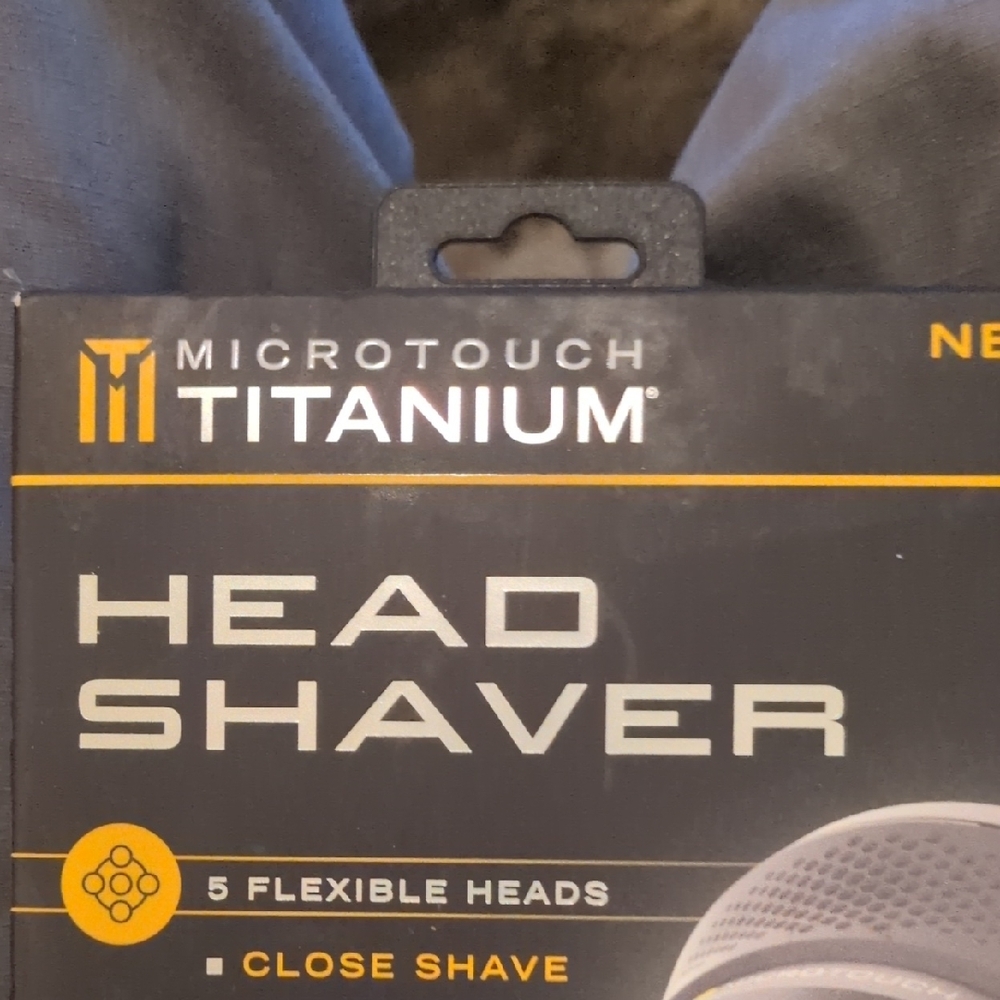 MICROTOUCH
TITANIUM®
HEAD
SHAVER
5 FLEXIBLE HEADS
CLOSE SHAVE